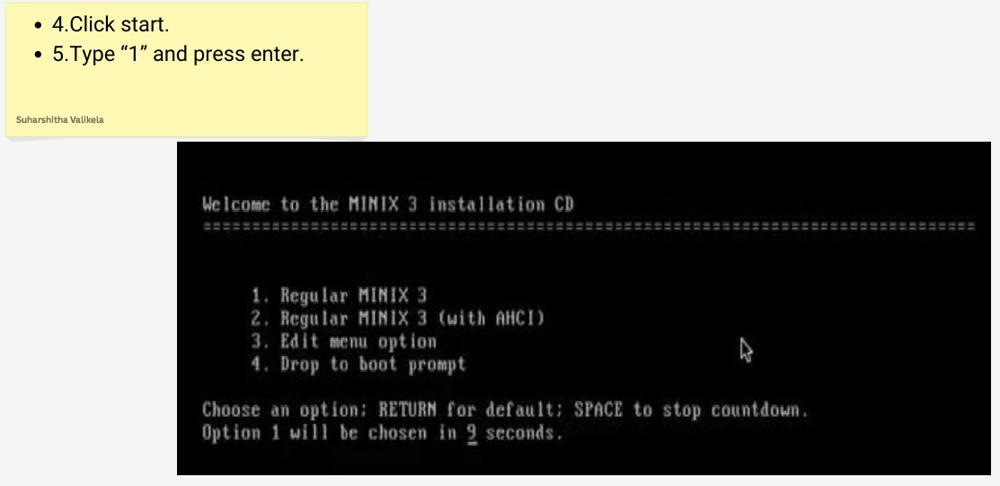 • 4.Click start.
• 5.Type “1” and press enter.
Suharshitha Valikela
Welcome to the MINIX 3 installation CD
===============================================================================
1. Regular MINIX 3
2. Regular MINIX 3 (with AHCI)
3. Edit menu option
4. Drop to boot prompt
Choose an option; RETURN for default; SPACE to stop countdown.
Option 1 will be chosen in 9 seconds.